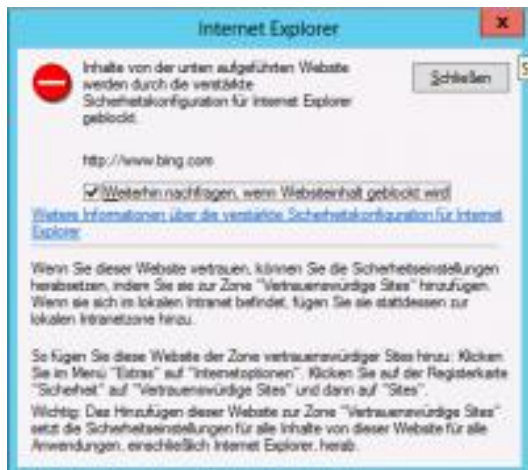 Internet Explorer
x
Inhalte von der unten aufgeführten Website
werden durch die verstärkte
Sicherheitskonfiguration für Internet Explorer
geblockt.
Schließen
S
http://www.bing.com
Weiterhin nachfragen, wenn Websiteinhalt geblockt wird
Weitere Informationen über die verstärkte Sicherheitskonfiguration für Internet
Explorer
Wenn Sie dieser Website vertrauen, können Sie die Sicherheitseinstellungen
herabsetzen, indem Sie sie zur Zone "Vertrauenswürdige Sites" hinzufügen.
Wenn sie sich im lokalen Intranet befindet, fügen Sie sie stattdessen zur
lokalen Intranetzone hinzu.
So fügen Sie diese Website der Zone vertrauenswürdiger Sites hinzu: Klicken
Sie im Menü "Extras" auf "Internetoptionen". Klicken Sie auf der Registerkarte
"Sicherheit" auf "Vertrauenswürdige Sites" und dann auf "Sites".
Wichtig: Das Hinzufügen dieser Website zur Zone "Vertrauenswürdige Sites"
setzt die Sicherheitseinstellungen für alle Inhalte von dieser Website für alle
Anwendungen, einschließlich Internet Explorer, herab.